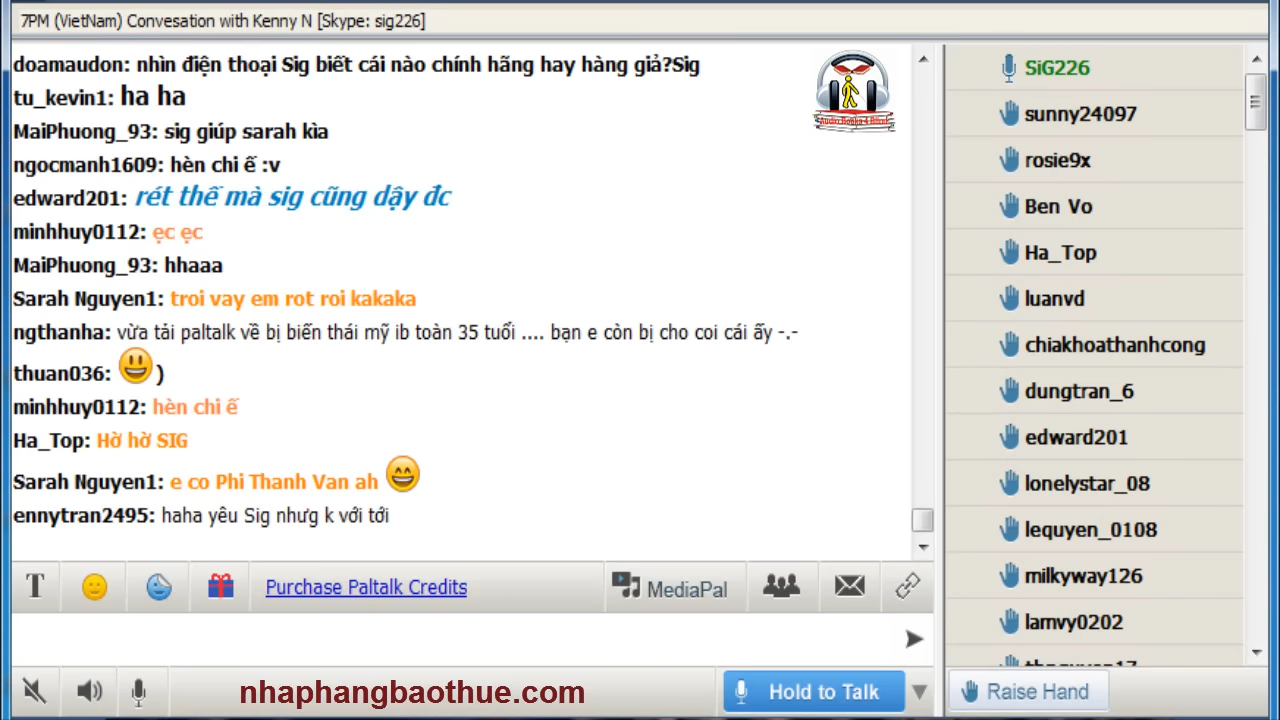 7PM (VietNam) Convesation with Kenny N [Skype: sig226]
doamaudon: nhìn điện thoại Sig biết cái nào chính hãng hay hàng giả?Sig
tu_kevin1: ha ha
MaiPhuong_93: sig giúp sarah kìa
ngocmanh1609: hèn chi ế :v
edward201: rét thế mà sig cũng dậy đc
minhhuy0112: ẹc ẹc
MaiPhuong_93: hhaaa
Sarah Nguyen1: troi vay em rot roi kakaka
ngthanha: vừa tải paltalk về bị biến thái mỹ ib toàn 35 tuổi .... bạn e còn bị cho coi cái ấy -.-
thuan036: 😃 )
minhhuy0112: hèn chi ế
Ha_Top: Hờ hờ SIG
Sarah Nguyen1: e co Phi Thanh Van ah 😄
ennytran2495: haha yêu Sig nhưg k với tới
SiG226
sunny24097
rosie9x
Ben Vo
Ha_Top
luanvd
chiakhoathanhcong
dungtran_6
edward201
lonelystar_08
lequyen_0108
milkyway126
lamvy0202
T
Purchase Paltalk Credits
MediaPal
nhaphangbaothue.com
Hold to Talk
Raise Hand